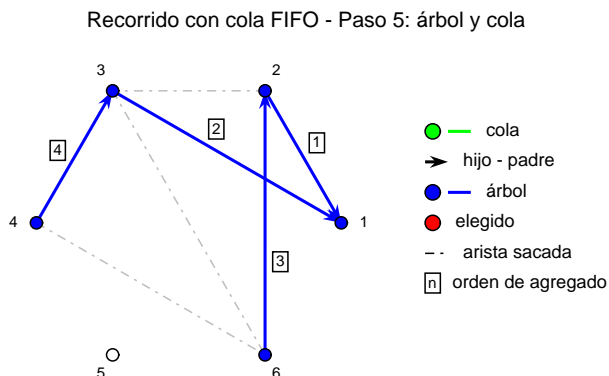 Recorrido con cola FIFO - Paso 5: árbol y cola
3
2
4
2
1
4
1
3
5
6
cola
hijo - padre
árbol
elegido
arista sacada
n orden de agregado